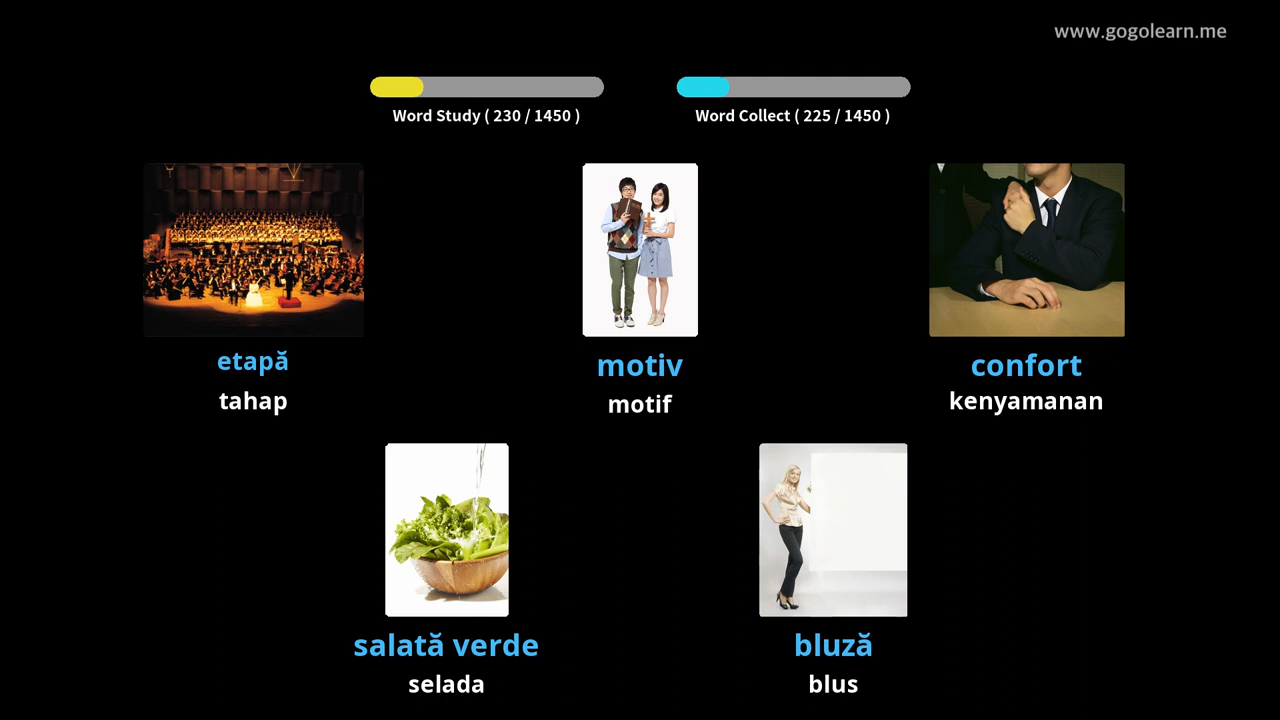 www.gogolearn.me
Word Study ( 230 / 1450 )
Word Collect ( 225 / 1450 )
etapă
tahap
motiv
motif
confort
kenyamanan
salată verde
selada
bluză
blus